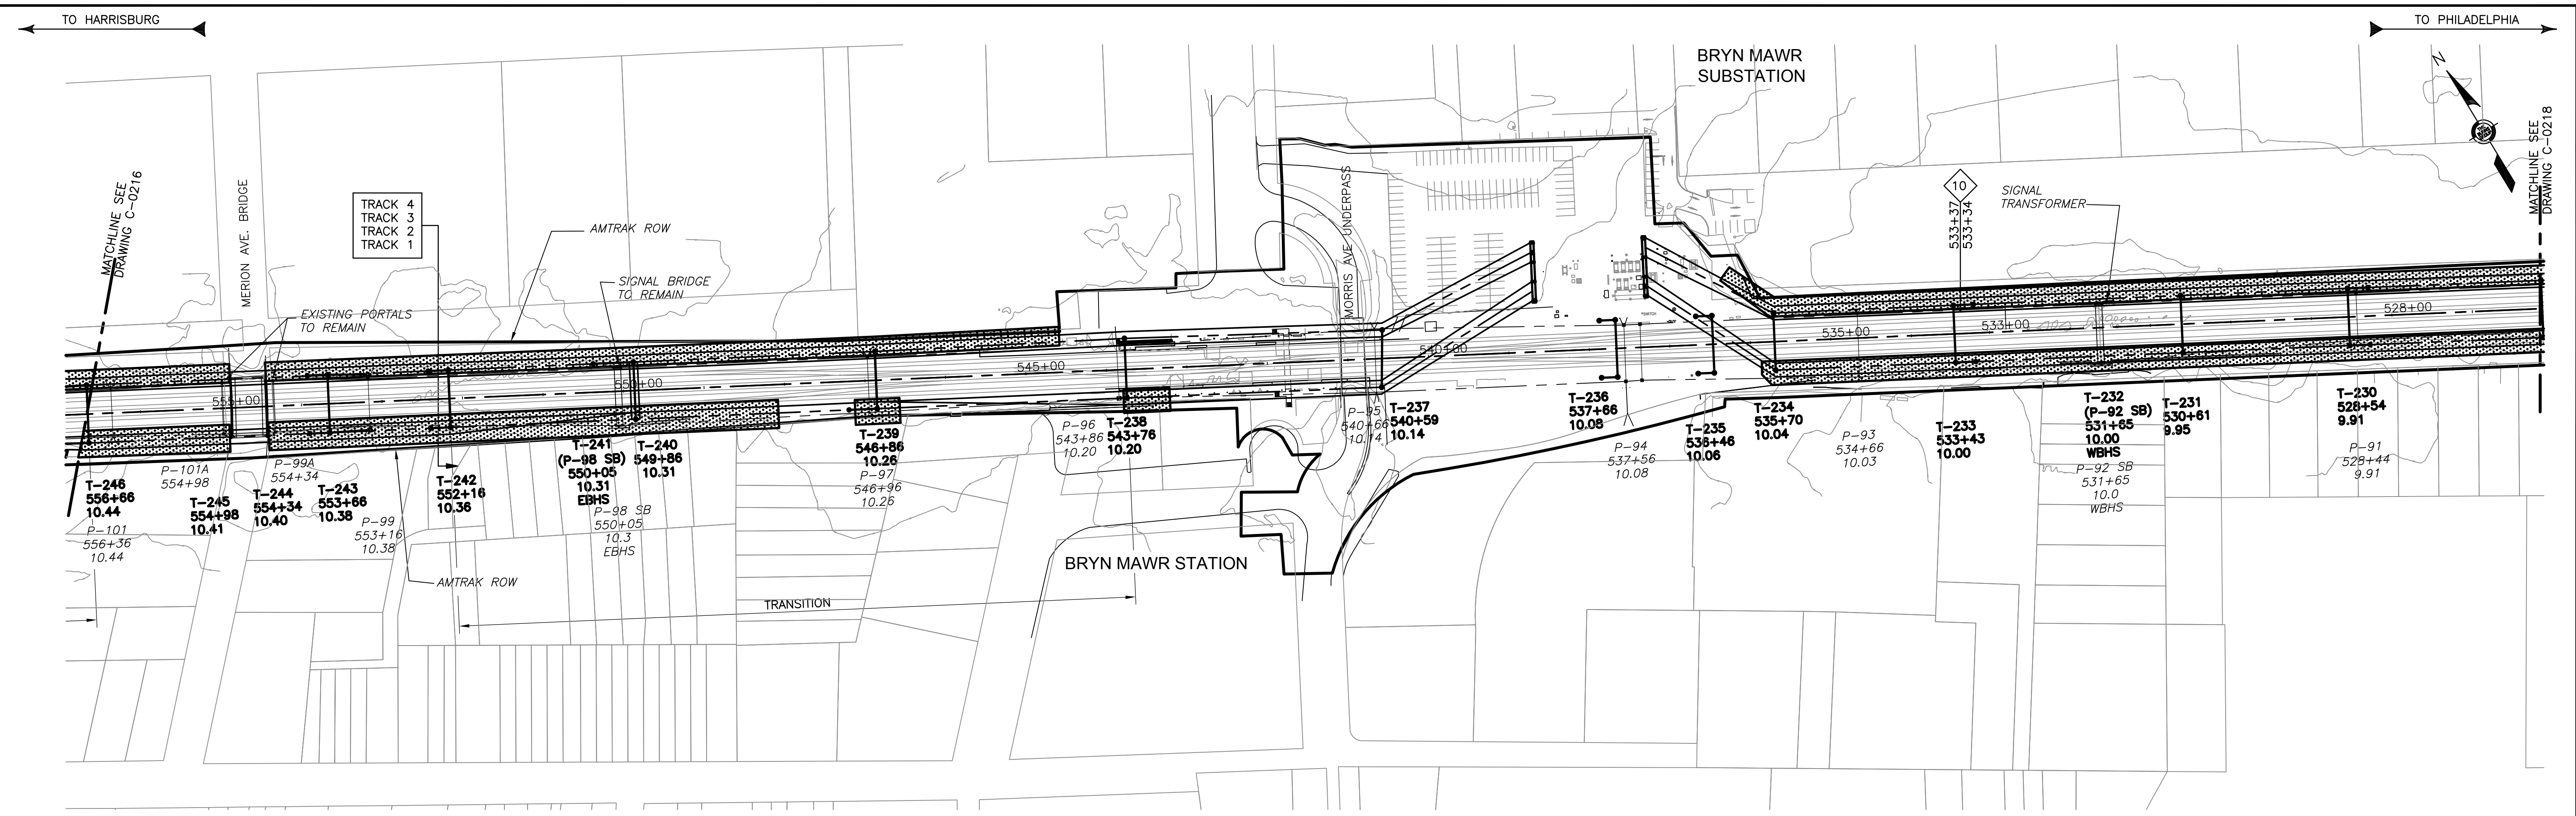 TO HARRISBURG
TO PHILADELPHIA
BRYN MAWR
SUBSTATION
N
MATCHLINE SEE
DRAWING C-0216
MERION AVE. BRIDGE
TRACK 4
TRACK 3
TRACK 2
TRACK 1
AMTRAK ROW
SIGNAL BRIDGE
TO REMAIN
EXISTING PORTALS
TO REMAIN
MORRIS AVE UNDERPASS
10
533+37
533+34
SIGNAL
TRANSFORMER
MATCHLINE SEE
DRAWING C-0218
555+00
550+00
545+00
540+00
535+00
533+00
528+00
T-246
556+66
10.44
P-101
556+36
10.44
P-101A
554+98
T-245
554+98
10.41
P-99A
554+34
T-244
554+34
10.40
T-243
553+66
10.38
P-99
553+16
10.38
T-242
552+16
10.36
T-241
(P-98 SB)
550+05
10.31
EBHS
P-98 SB
550+05
10.3
EBHS
T-240
549+86
10.31
T-239
546+86
10.26
P-97
546+96
10.26
P-96
543+86
10.20
T-238
543+76
10.20
P-95
540+66
10.14
T-237
540+59
10.14
T-236
537+66
10.08
P-94
537+56
10.08
T-235
536+46
10.06
T-234
535+70
10.04
P-93
534+66
10.03
T-233
533+43
10.00
T-232
(P-92 SB)
531+65
10.00
WBHS
P-92 SB
531+65
10.0
WBHS
T-231
530+61
9.95
T-230
528+54
9.91
P-91
528+44
9.91
AMTRAK ROW
BRYN MAWR STATION
TRANSITION